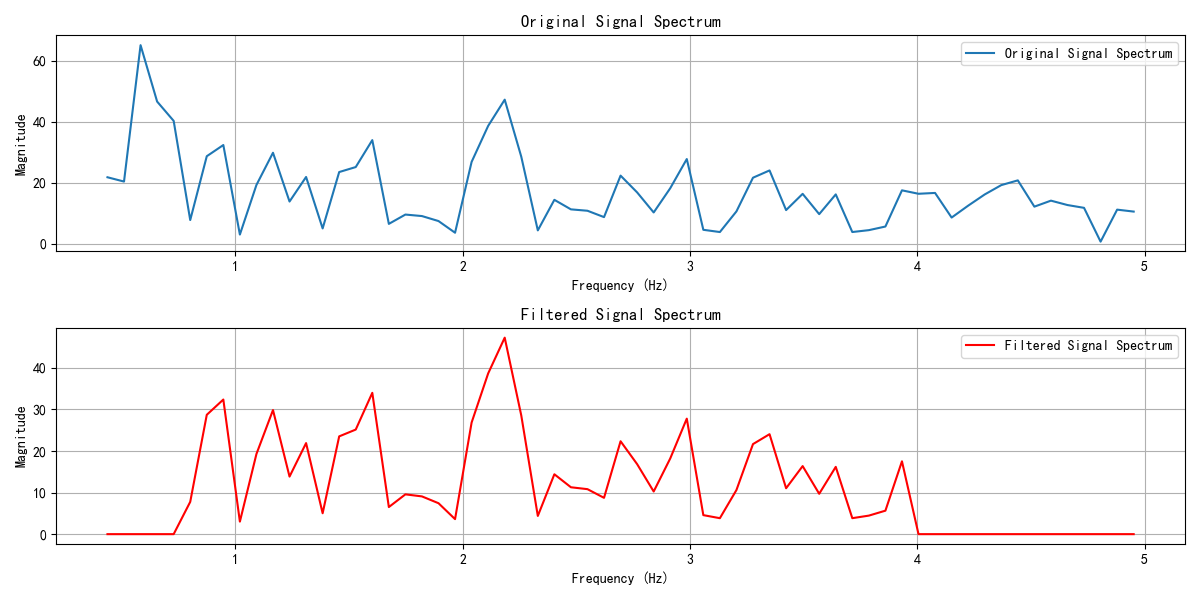 Original Signal Spectrum
Original Signal Spectrum
Magnitude
60
40
20
0
1 2 3 4 5
Frequency (Hz)
Filtered Signal Spectrum
Filtered Signal Spectrum
Magnitude
40
30
20
10
0
1 2 3 4 5
Frequency (Hz)